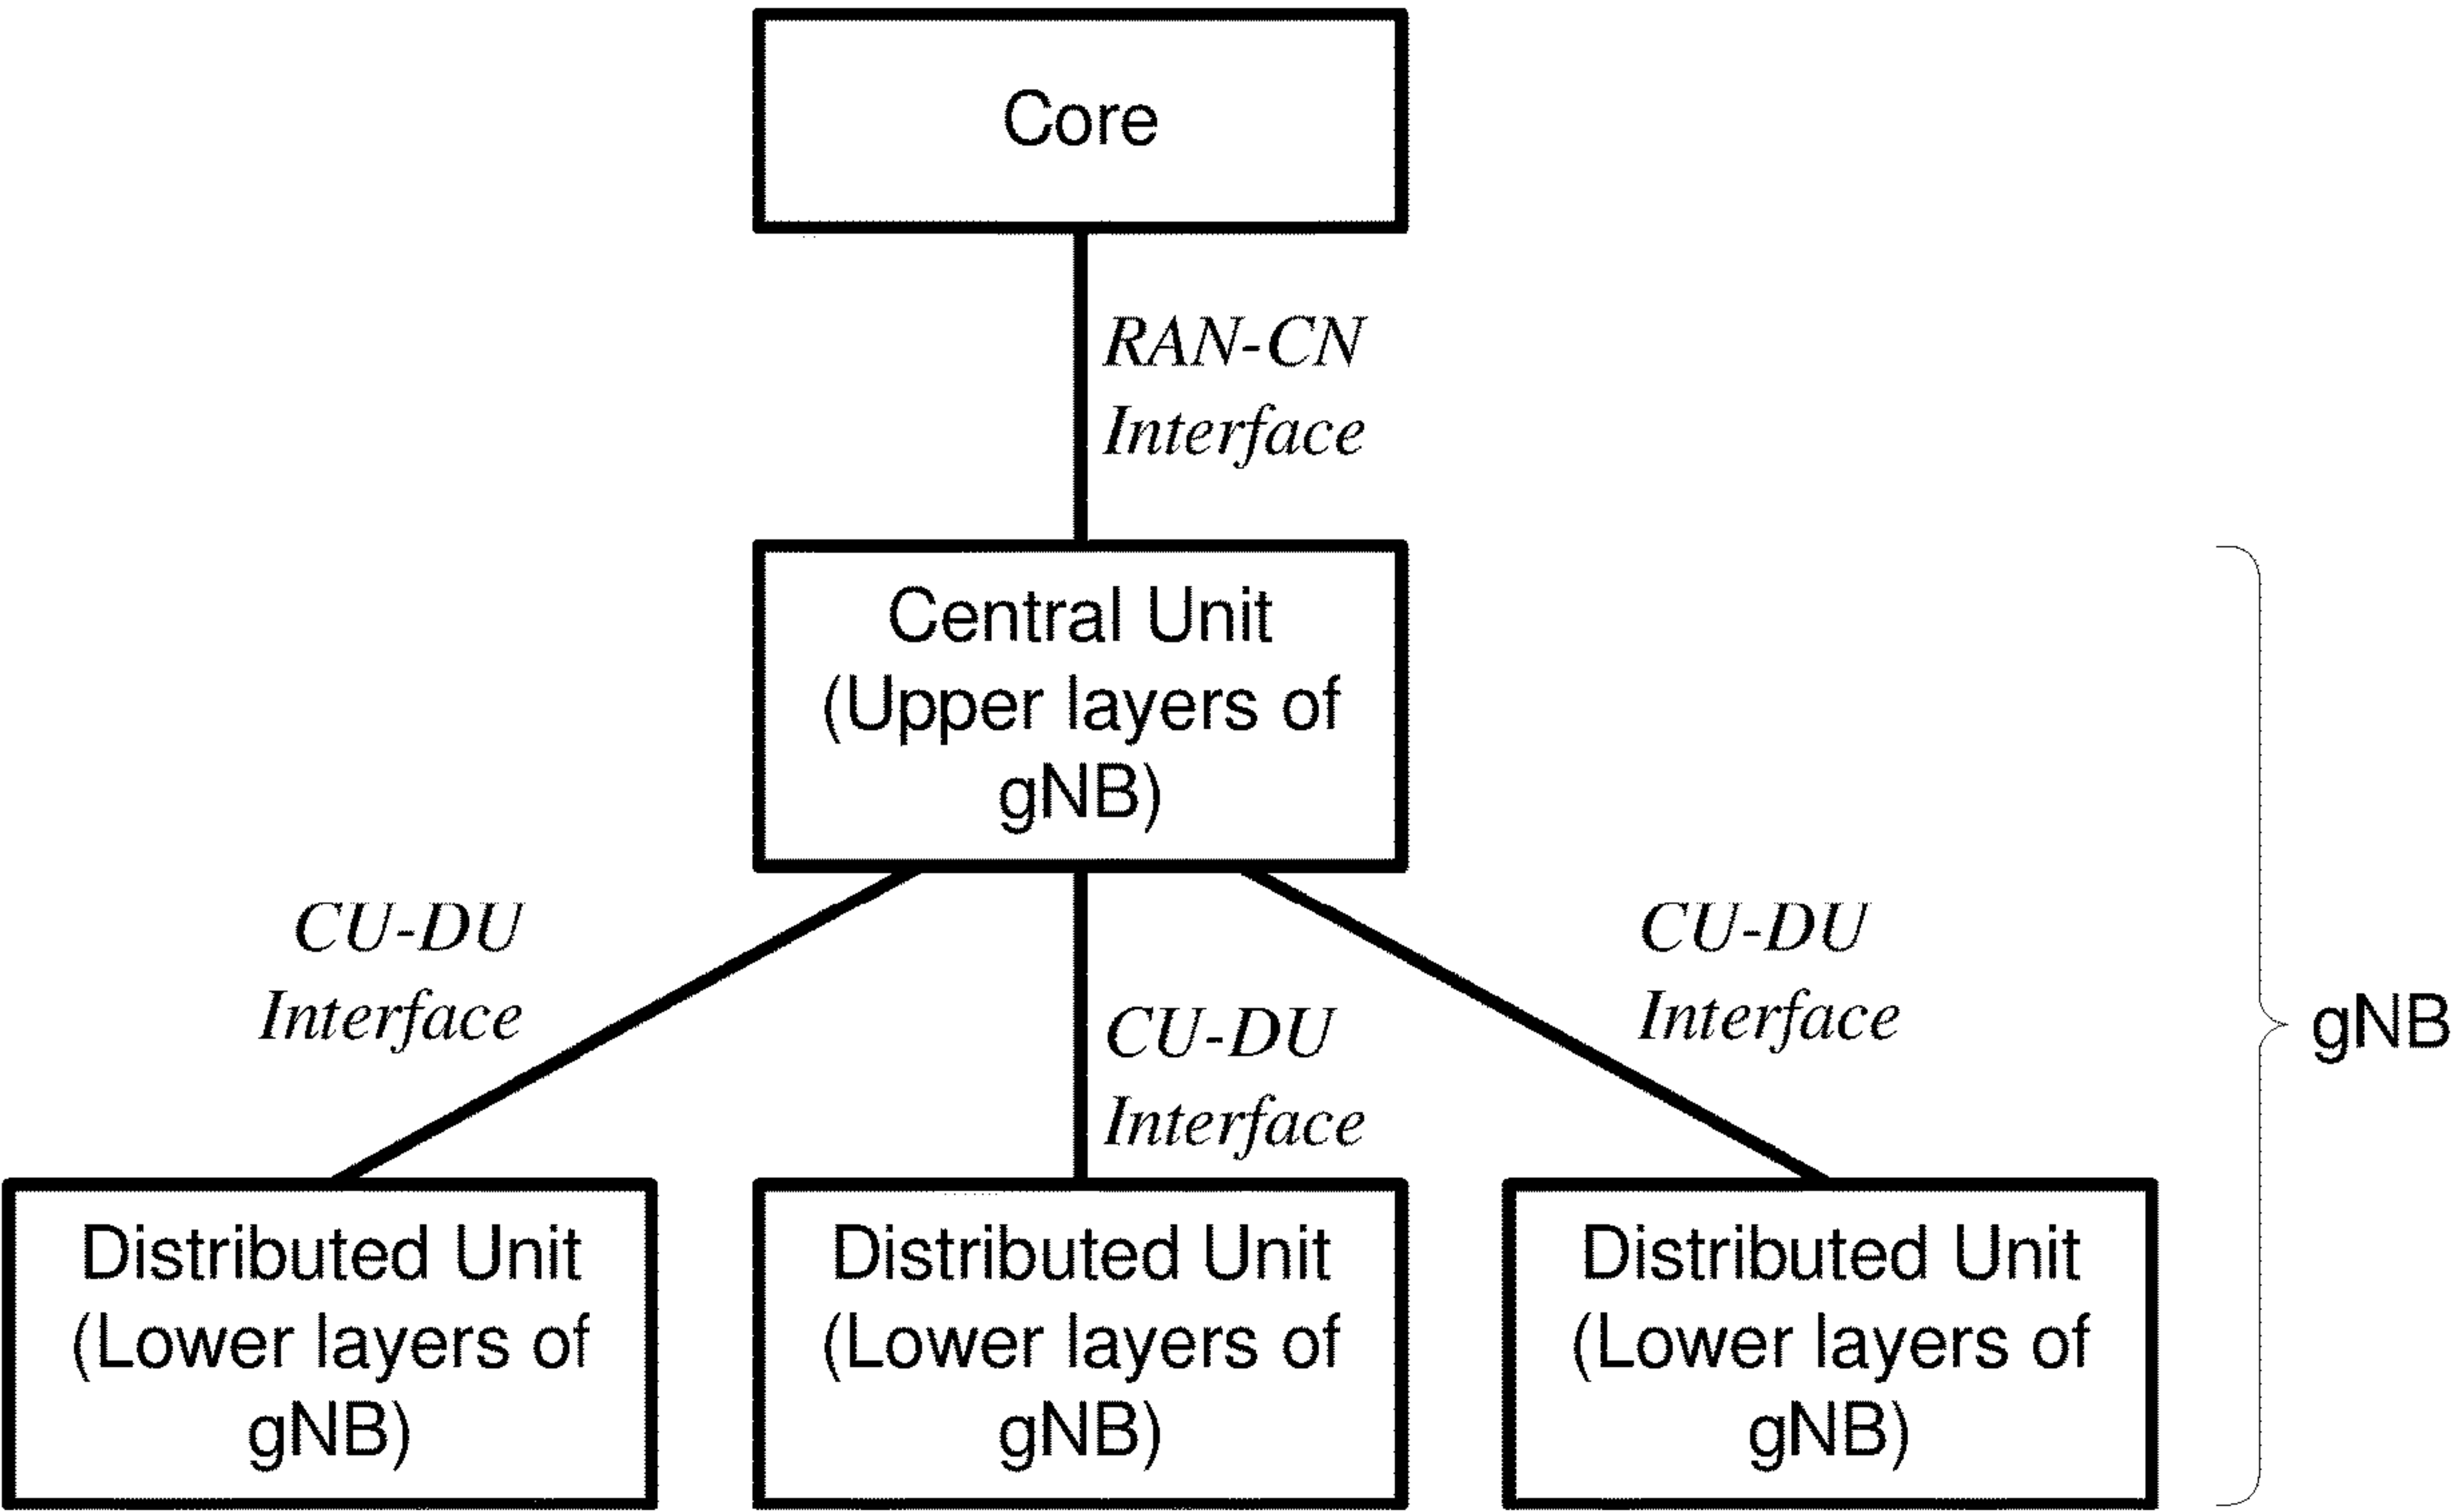 Core
RAN-CN
Interface
Central Unit
(Upper layers of
gNB)
CU-DU
Interface
CU-DU
Interface
CU-DU
Interface
gNB
Distributed Unit
(Lower layers of
gNB)
Distributed Unit
(Lower layers of
gNB)
Distributed Unit
(Lower layers of
gNB)